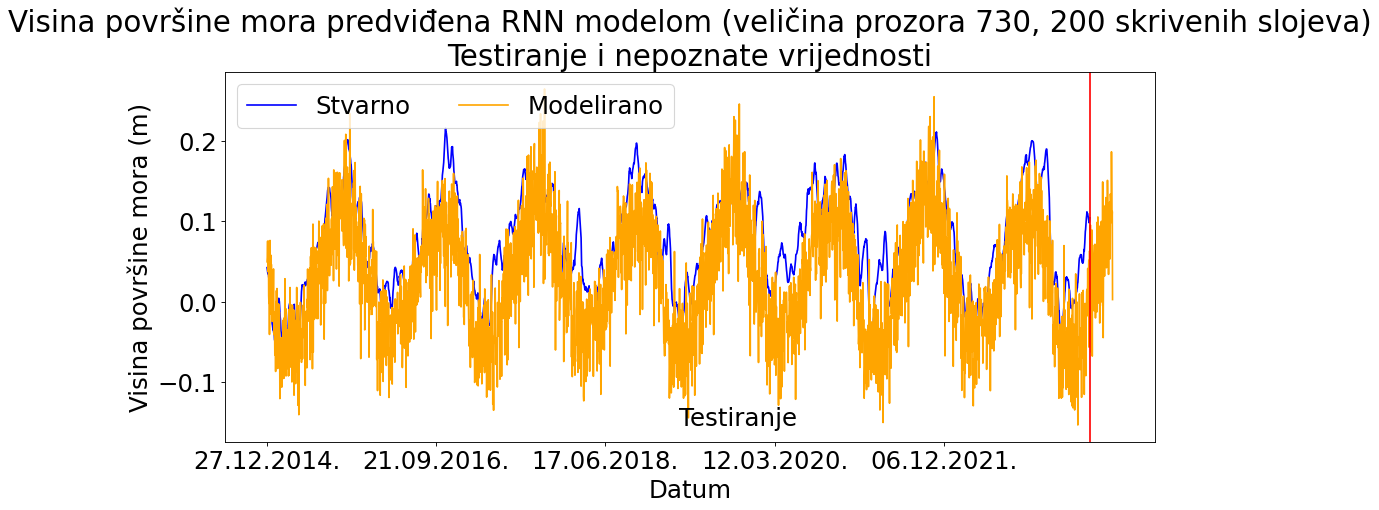 Visina površine mora predviđena RNN modelom (veličina prozora 730, 200 skrivenih slojeva)
Testiranje i nepoznate vrijednosti
Stvarno Modelirano
Visina površine mora (m)
0.2
0.1
0.0
−0.1
Testiranje
27.12.2014. 21.09.2016. 17.06.2018. 12.03.2020. 06.12.2021.
Datum